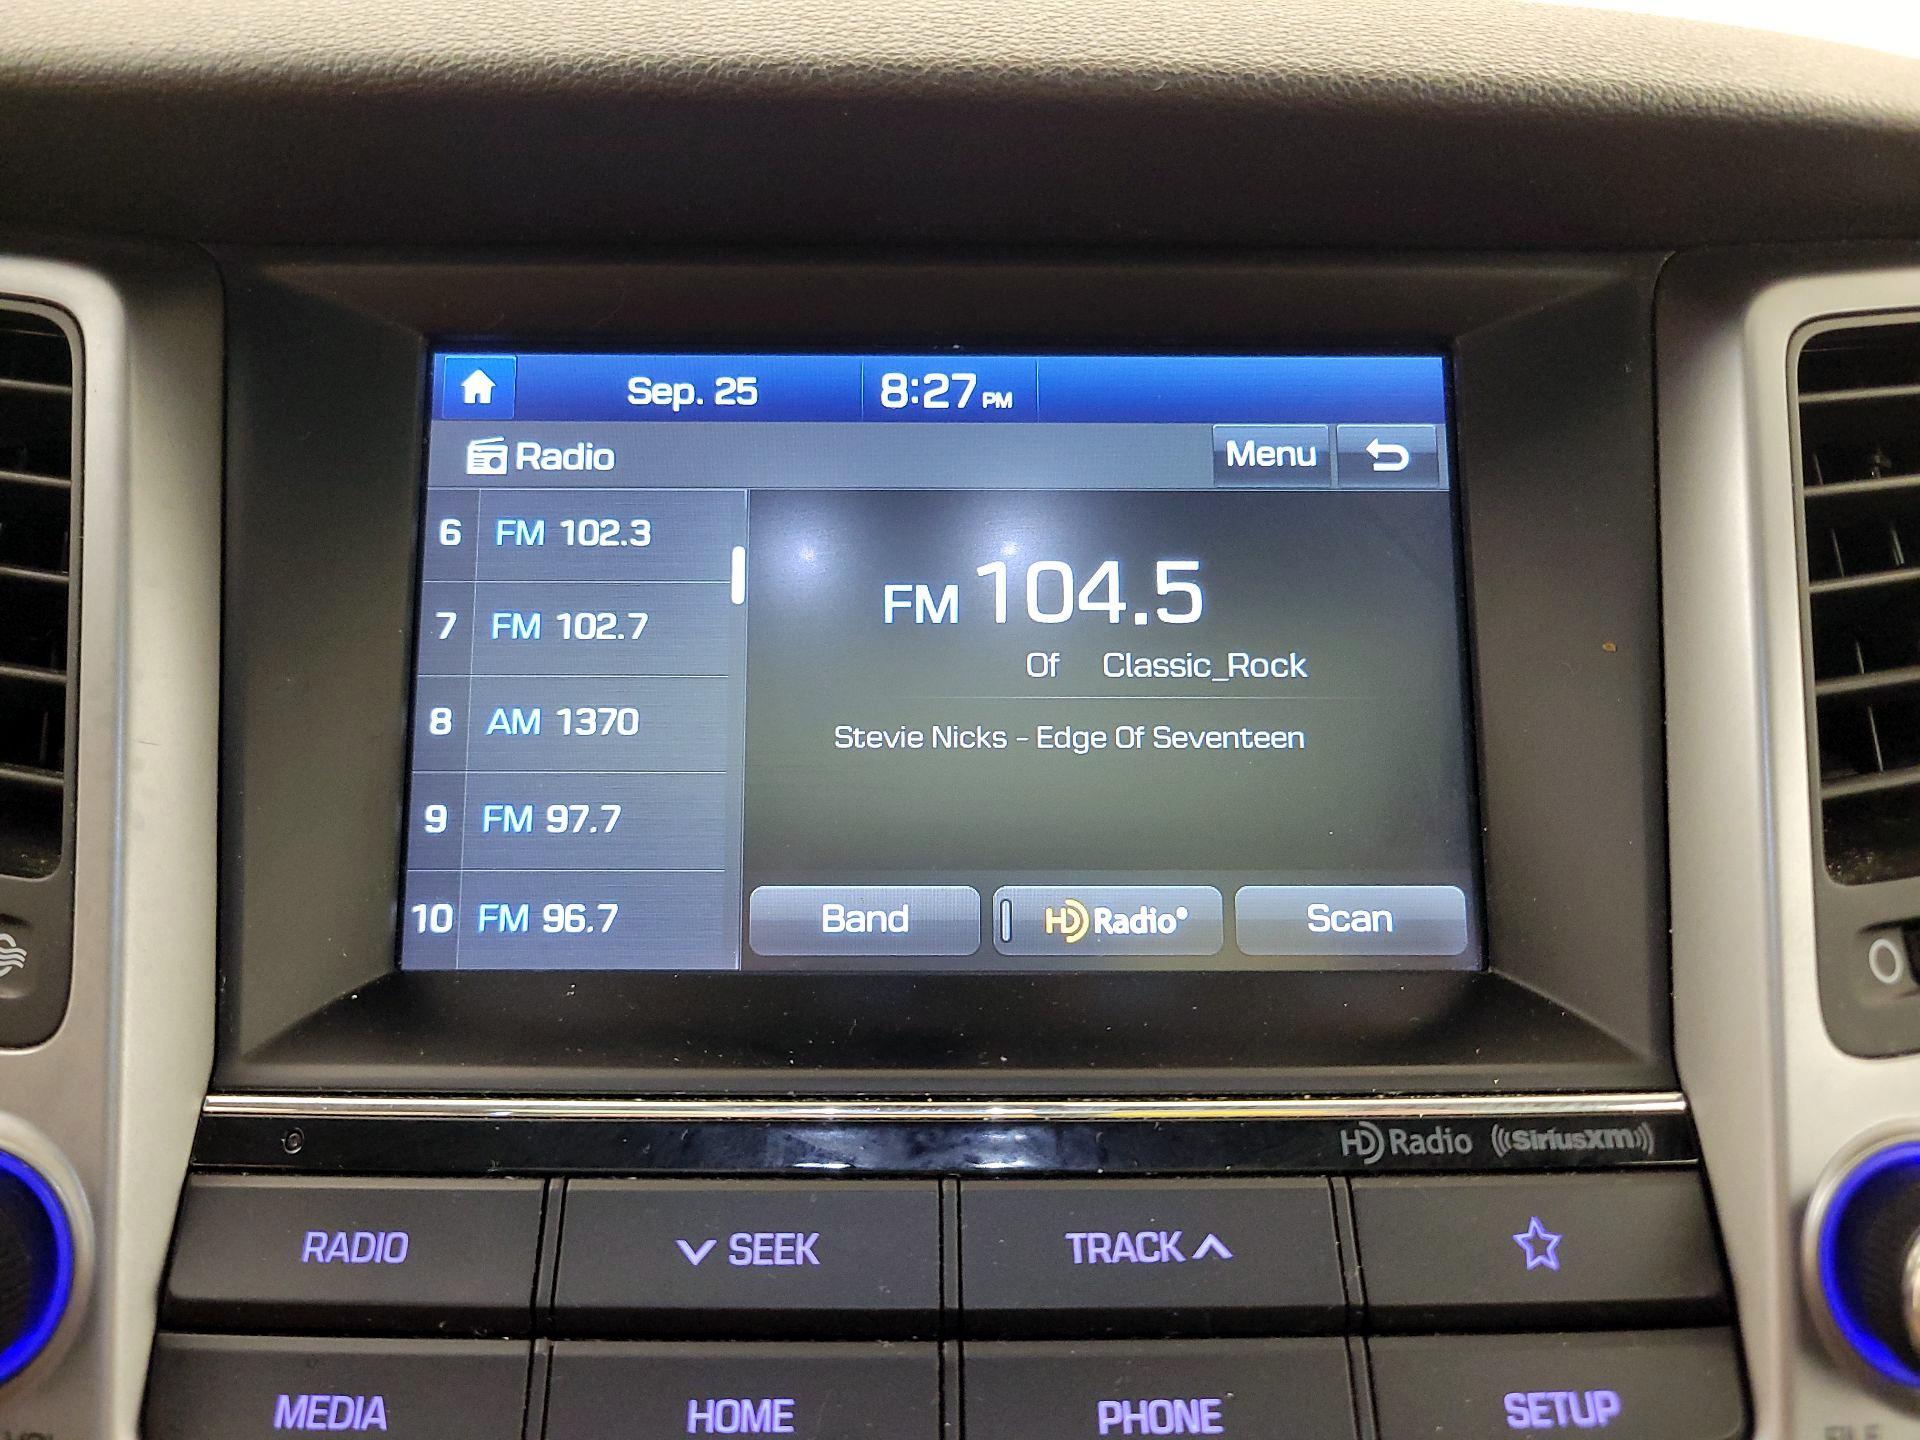 Sep. 25 8:27 PM
Radio Menu
6 FM 102.3
7 FM 102.7
8 AM 1370
9 FM 97.7
10 FM 96.7
FM 104.5
Of Classic_Rock
Stevie Nicks - Edge Of Seventeen
Band HD Radio® Scan
HD Radio ((SiriusXM))
RADIO SEEK TRACK
MEDIA HOME PHONE SETUP